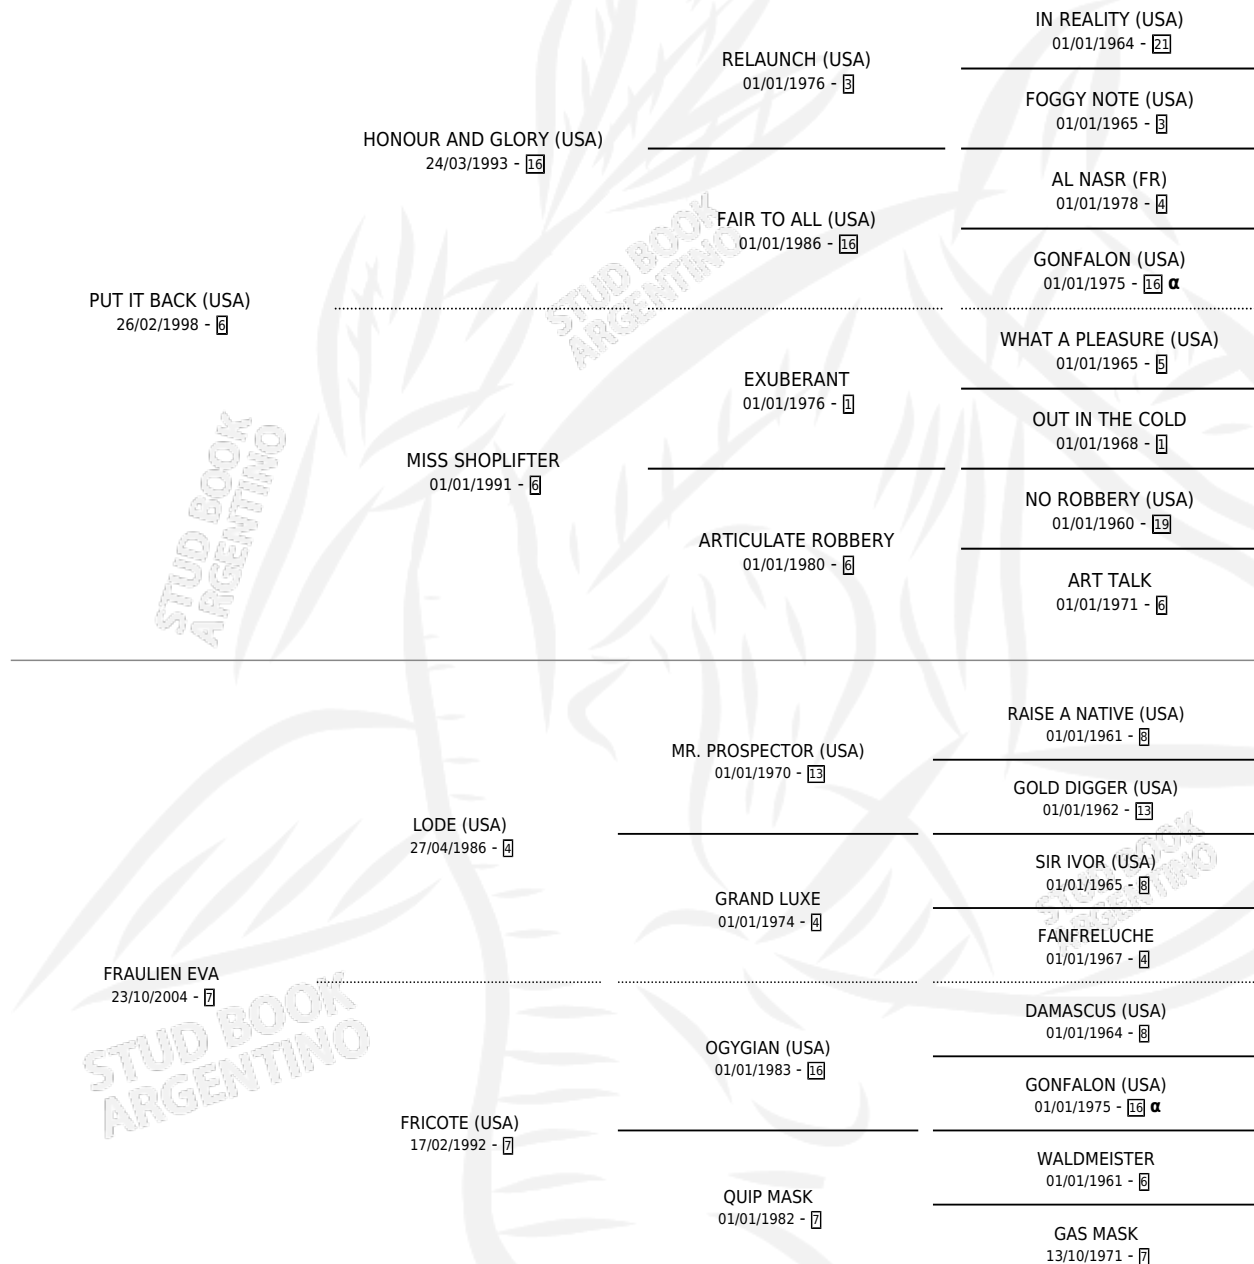 IN REALITY (USA)
01/01/1964 - 21
RELAUNCH (USA)
01/01/1976 - 3
FOGGY NOTE (USA)
01/01/1965 - 3
HONOUR AND GLORY (USA)
24/03/1993 - 16
AL NASR (FR)
01/01/1978 - 4
FAIR TO ALL (USA)
01/01/1986 - 16
GONFALON (USA)
01/01/1975 - 16 α
PUT IT BACK (USA)
26/02/1998 - 6
WHAT A PLEASURE (USA)
01/01/1965 - 5
EXUBERANT
01/01/1976 - 1
OUT IN THE COLD
01/01/1968 - 1
MISS SHOPLIFTER
01/01/1991 - 6
NO ROBBERY (USA)
01/01/1960 - 19
ARTICULATE ROBBERY
01/01/1980 - 6
ART TALK
01/01/1971 - 6
RAISE A NATIVE (USA)
01/01/1961 - 8
MR. PROSPECTOR (USA)
01/01/1970 - 13
GOLD DIGGER (USA)
01/01/1962 - 13
LODE (USA)
27/04/1986 - 4
SIR IVOR (USA)
01/01/1965 - 8
GRAND LUXE
01/01/1974 - 4
FANFRELUCHE
01/01/1967 - 4
FRAULIEN EVA
23/10/2004 - 7
DAMASCUS (USA)
01/01/1964 - 8
OGYGIAN (USA)
01/01/1983 - 16
GONFALON (USA)
01/01/1975 - 16 α
FRICOTE (USA)
17/02/1992 - 7
WALDMEISTER
01/01/1961 - 6
QUIP MASK
01/01/1982 - 7
GAS MASK
13/10/1971 - 7
STUD BOOK
ARGENTINO
STUD BOOK
ARGENTINO
STUD BOOK
ARGENTINO
STUD BOOK
ARGENTINO